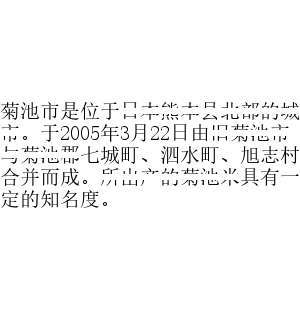 菊池市是位于日本熊本县北部的城
市。于2005年3月22日由旧菊池市
与菊池郡七城町、泗水町、旭志村
合并而成。所出产的菊池米具有一
定的知名度。